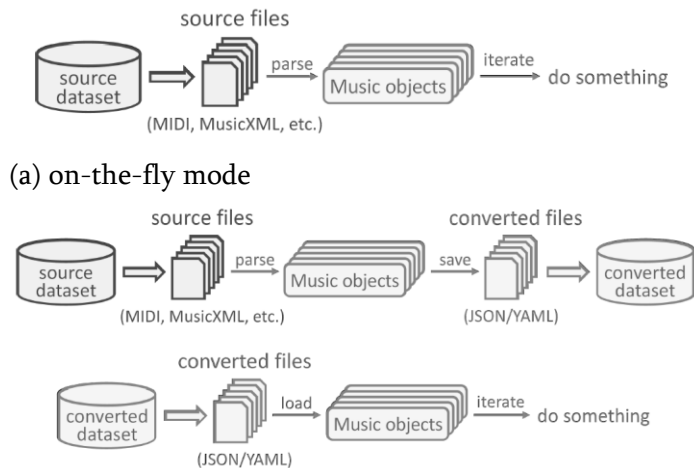 source files
source
dataset
parse
Music objects
iterate
do something
(MIDI, MusicXML, etc.)
(a) on-the-fly mode
source files
converted files
source
dataset
parse
Music objects
save
converted
dataset
(MIDI, MusicXML, etc.)
(JSON/YAML)
converted files
converted
dataset
load
Music objects
iterate
do something
(JSON/YAML)